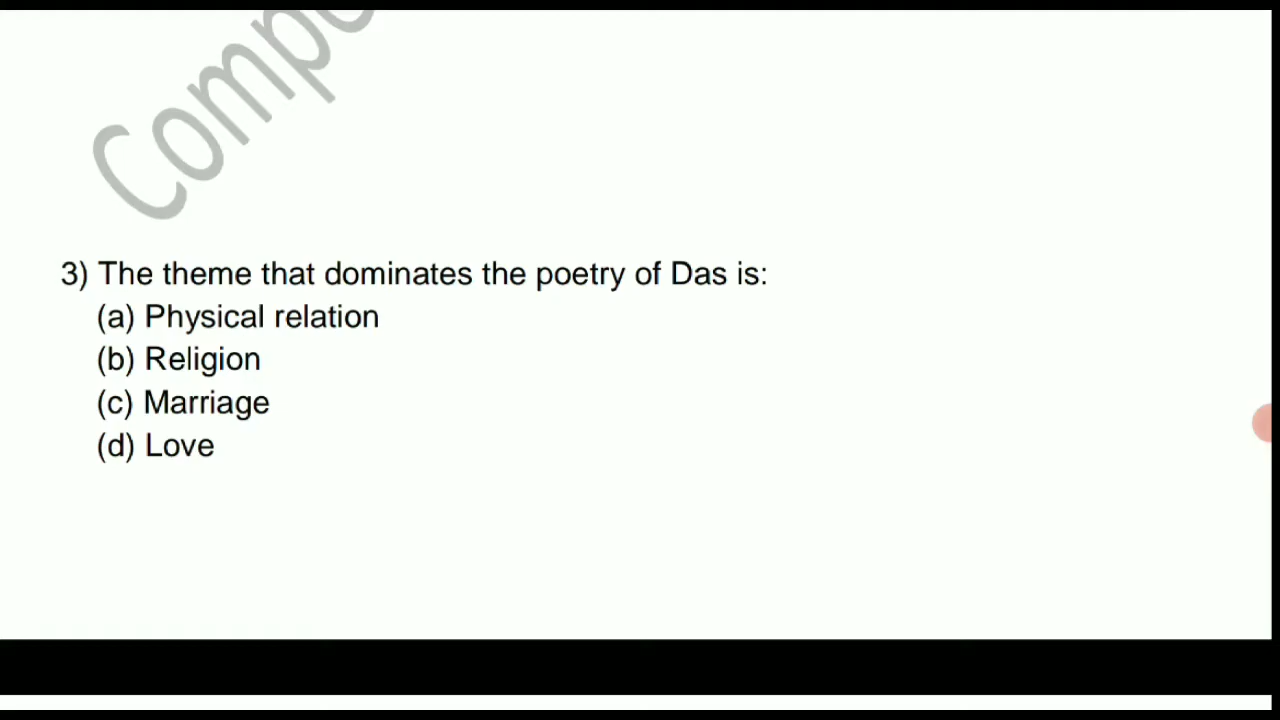 3) The theme that dominates the poetry of Das is:
(a) Physical relation
(b) Religion
(c) Marriage
(d) Love